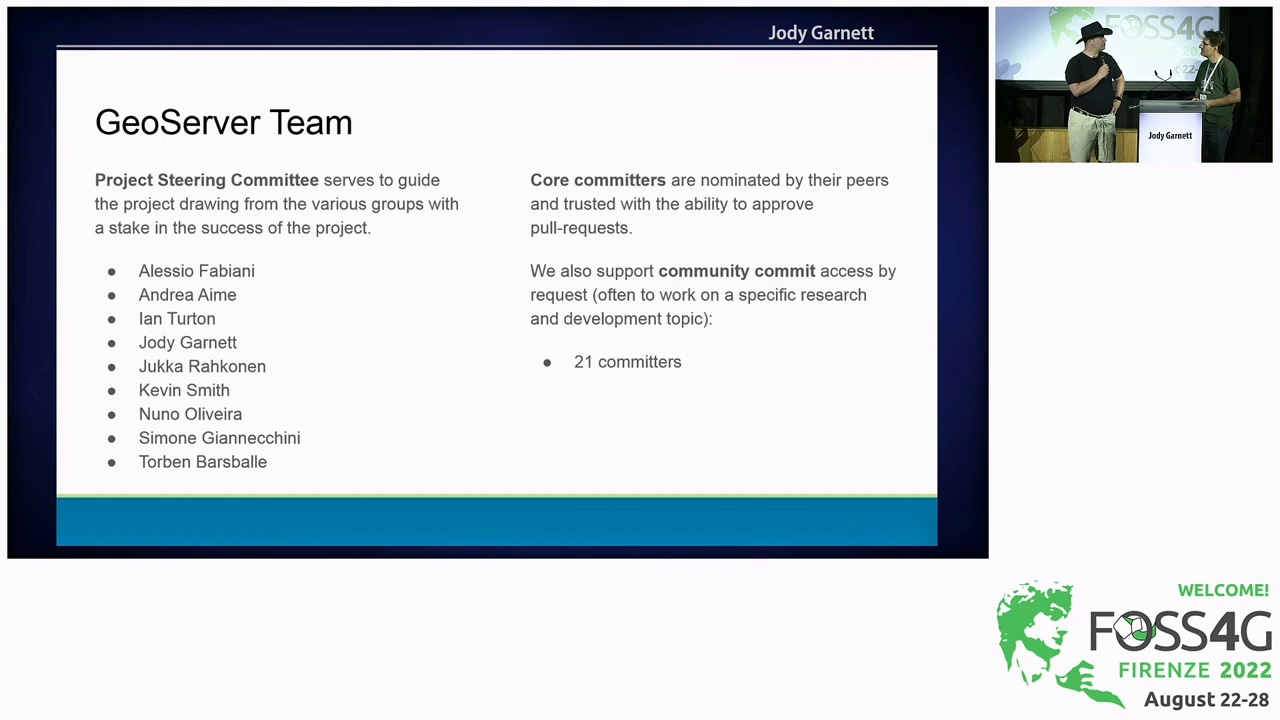 Jody Garnett
GeoServer Team
Project Steering Committee serves to guide
the project drawing from the various groups with
a stake in the success of the project.
● Alessio Fabiani
● Andrea Aime
● Ian Turton
● Jody Garnett
● Jukka Rahkonen
● Kevin Smith
● Nuno Oliveira
● Simone Giannecchini
● Torben Barsballe
Core committers are nominated by their peers
and trusted with the ability to approve
pull-requests.
We also support community commit access by
request (often to work on a specific research
and development topic):
● 21 committers
FOSS4G
Jody Garnett
WELCOME!
FOSS4G
FIRENZE 2022
August 22-28